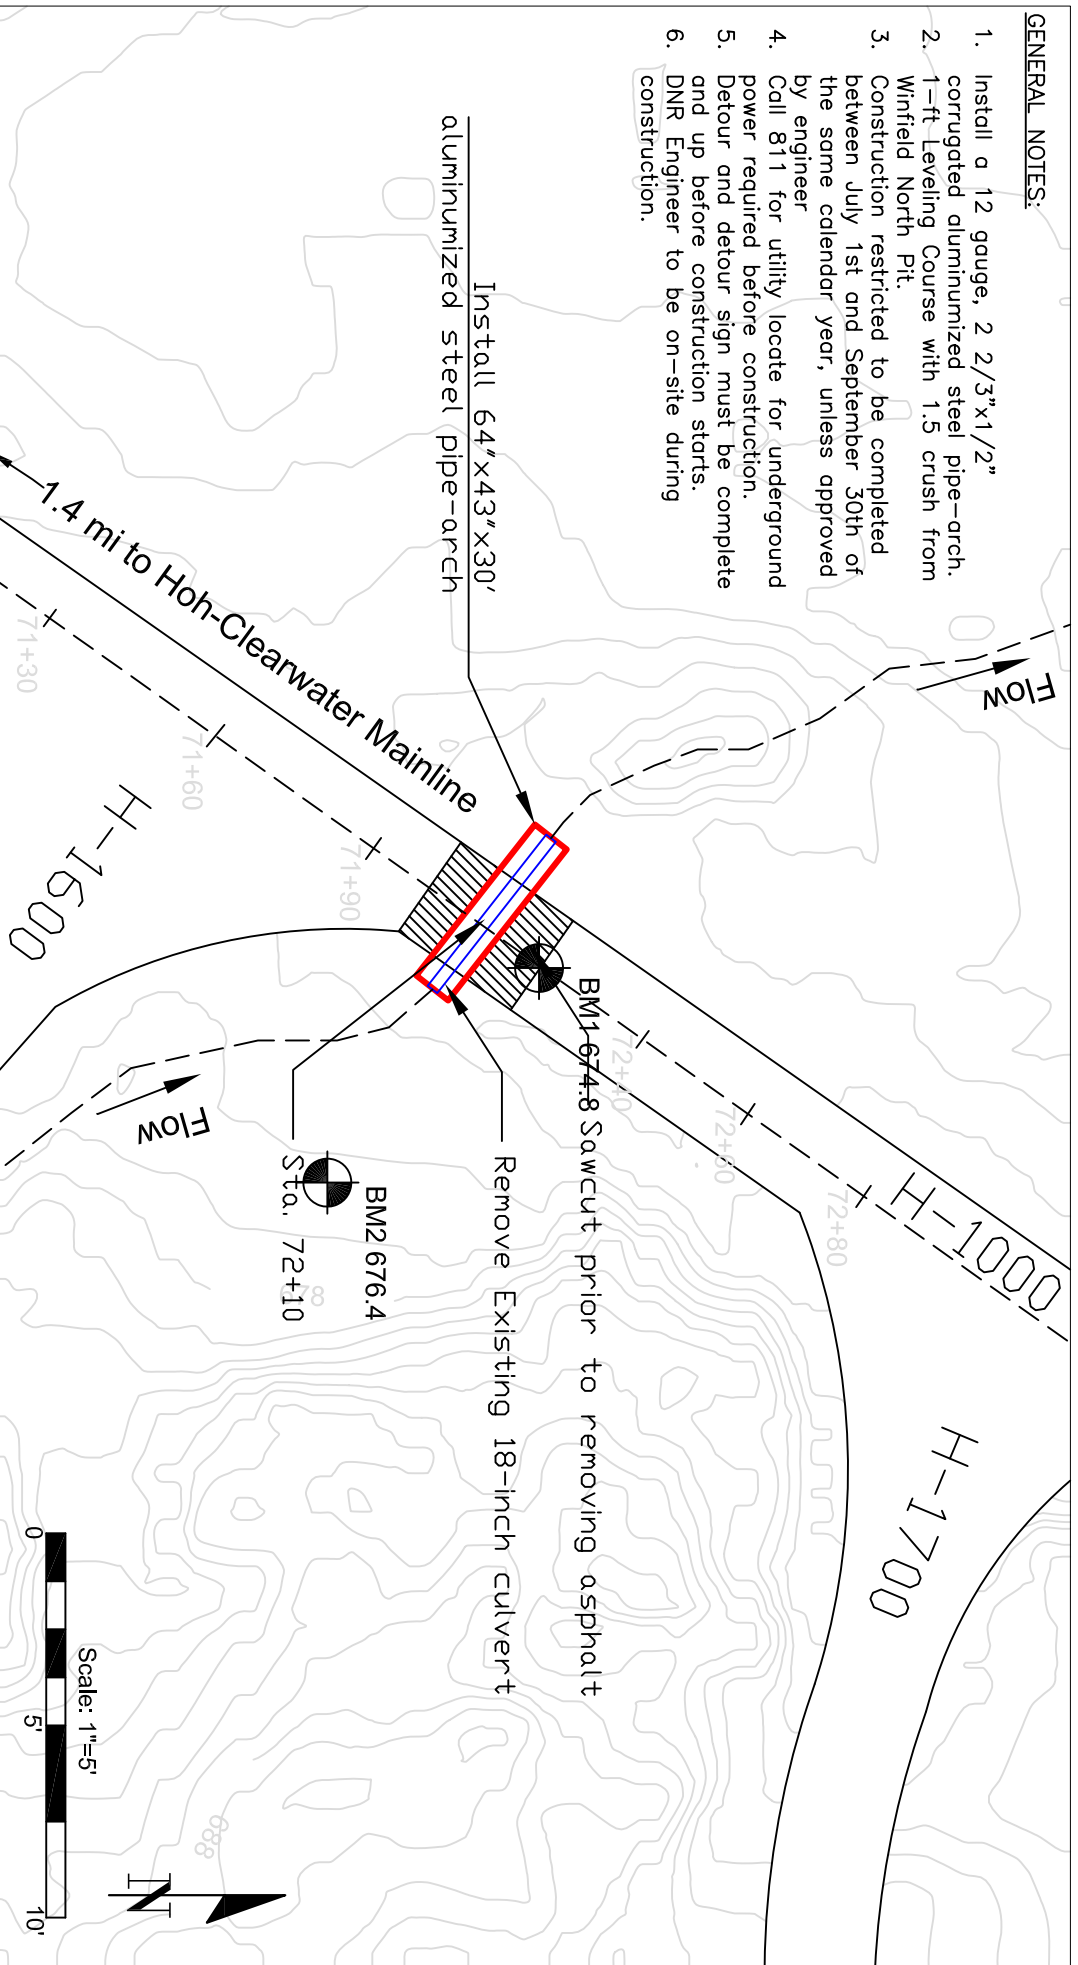 GENERAL NOTES:
1. Install a 12 gauge, 2 2/3"x1/2"
corrugated aluminumized steel pipe-arch.
2. 1-ft Leveling Course with 1.5 crush from
Winfield North Pit.
3. Construction restricted to be completed
between July 1st and September 30th of
the same calendar year, unless approved
by engineer
4. Call 811 for utility locate for underground
power required before construction.
5. Detour and detour sign must be complete
and up before construction starts.
6. DNR Engineer to be on-site during
construction.
Flow
Install 64"x43"x30'
aluminumized steel pipe-arch
1.4 mi to Hoh-Clearwater Mainline
71+30
71+60
71+90
72+40
72+60
72+80
H-1600
H-1000
H-1700
BM1 674.8
Sawcut prior to removing asphalt
Remove Existing 18-inch culvert
BM2 676.4
Sta. 72+10
Flow
678
688
Scale: 1"=5'
0 5' 10'
N